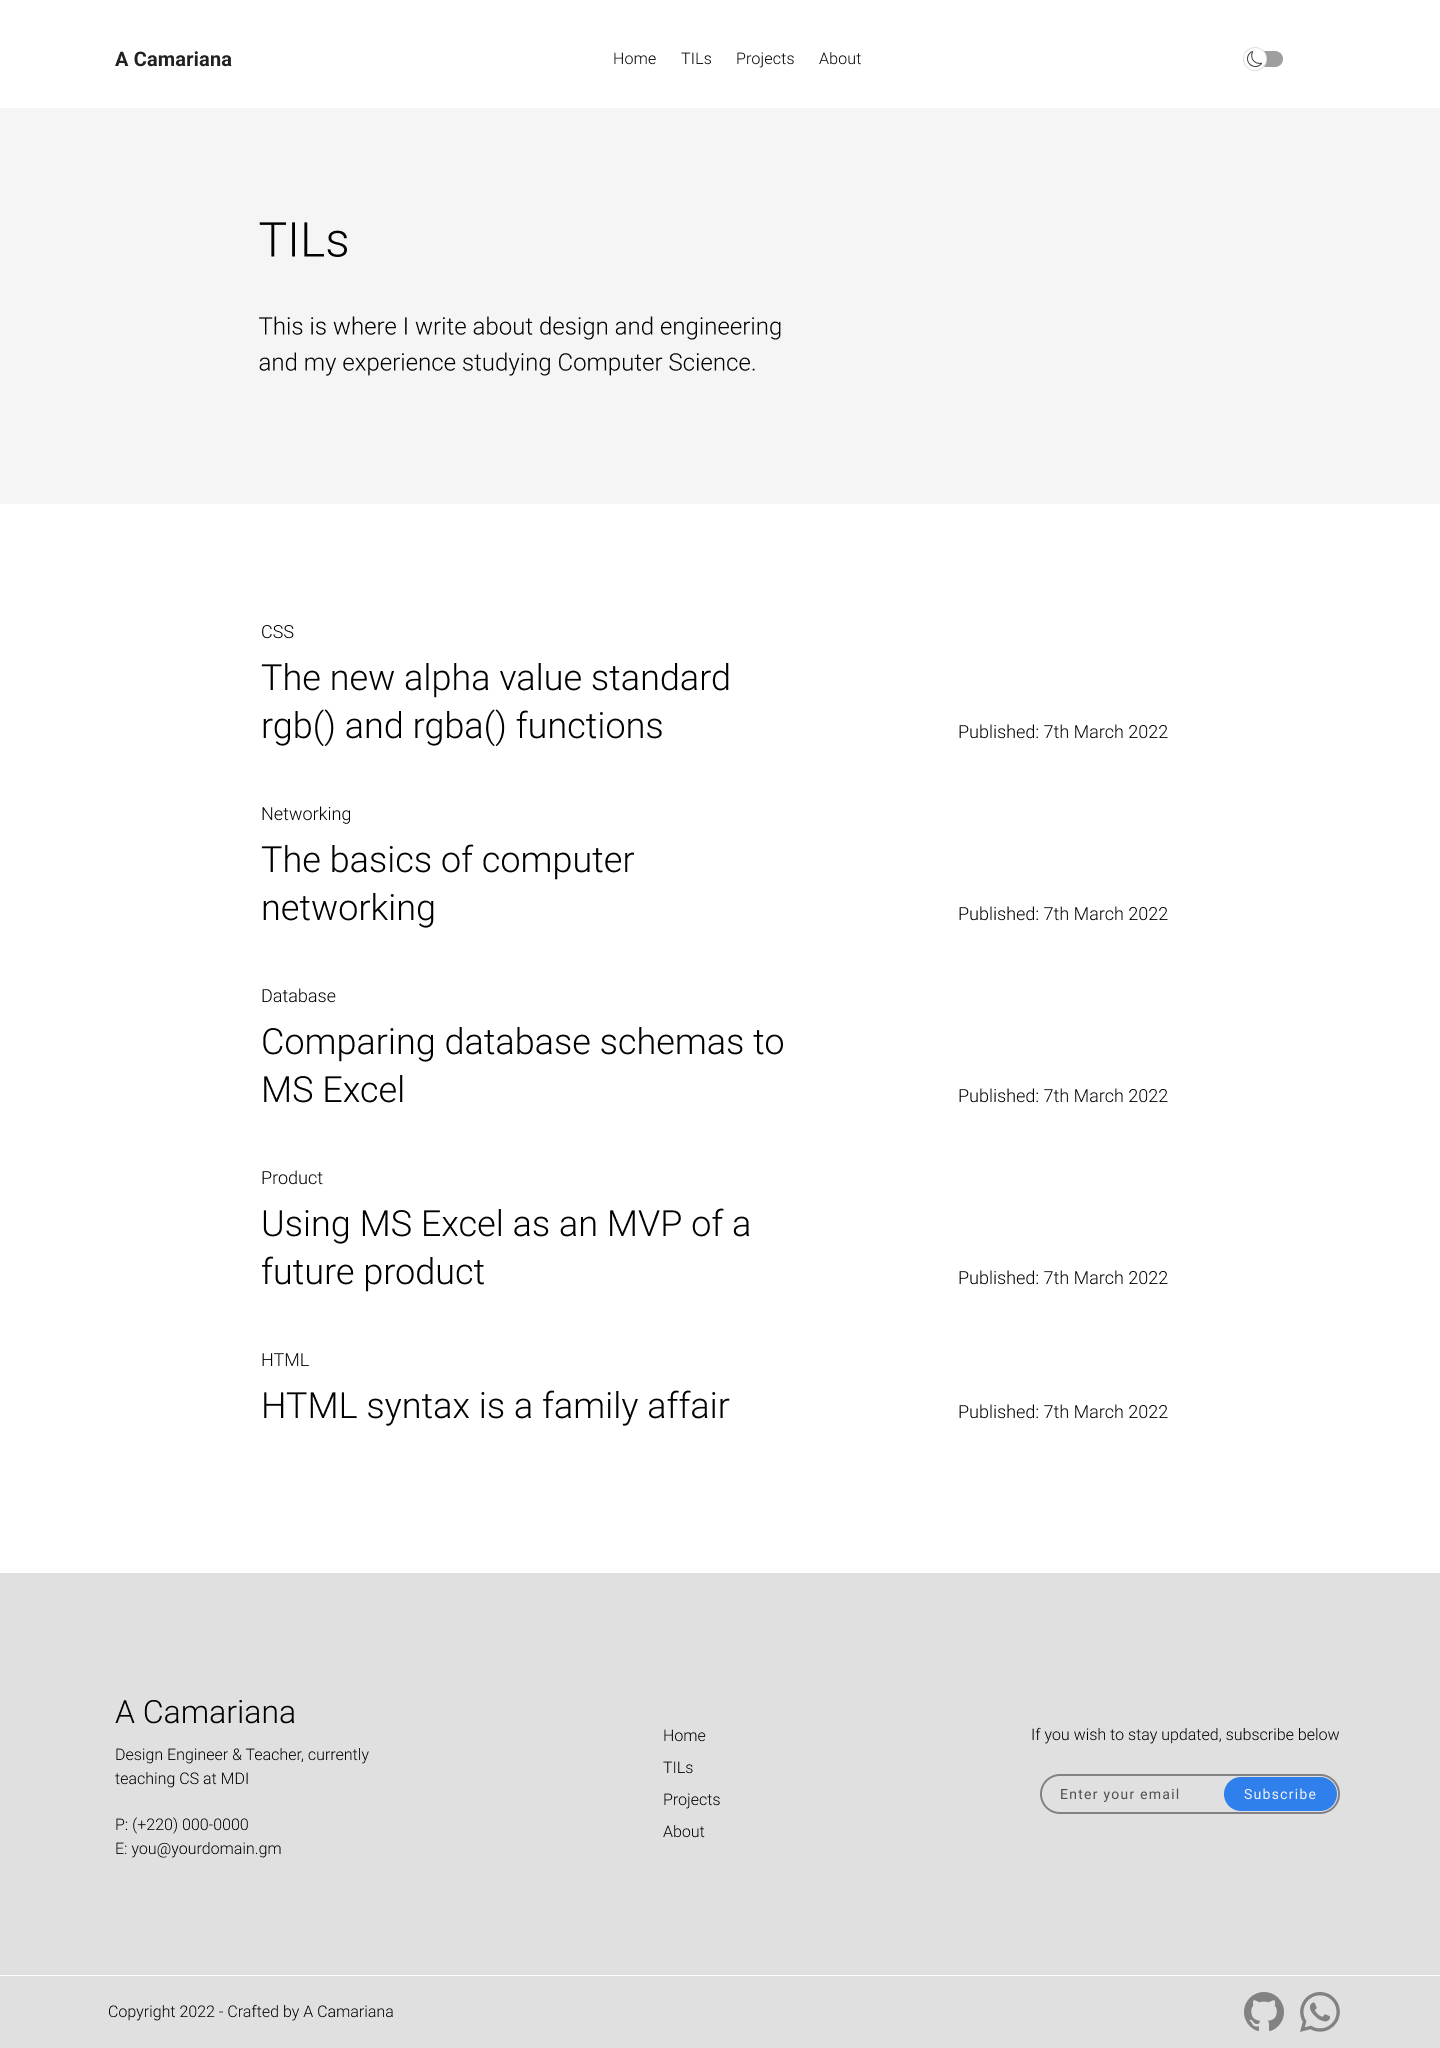 A Camariana
Home TILs Projects About
TILs
This is where I write about design and engineering
and my experience studying Computer Science.
CSS
The new alpha value standard
rgb() and rgba() functions
Published: 7th March 2022
Networking
The basics of computer
networking
Published: 7th March 2022
Database
Comparing database schemas to
MS Excel
Published: 7th March 2022
Product
Using MS Excel as an MVP of a
future product
Published: 7th March 2022
HTML
HTML syntax is a family affair
Published: 7th March 2022
A Camariana
Design Engineer & Teacher, currently
teaching CS at MDI
P: (+220) 000-0000
E: you@yourdomain.gm
Home
TILs
Projects
About
If you wish to stay updated, subscribe below
Enter your email Subscribe
Copyright 2022 - Crafted by A Camariana